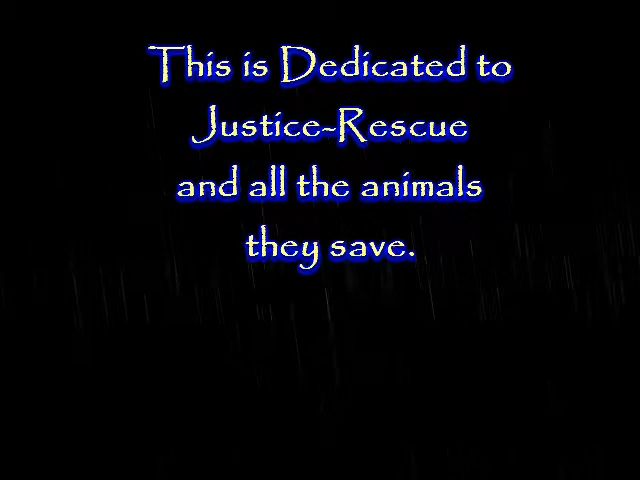 This is Dedicated to
Justice-Rescue
and all the animals
they save.